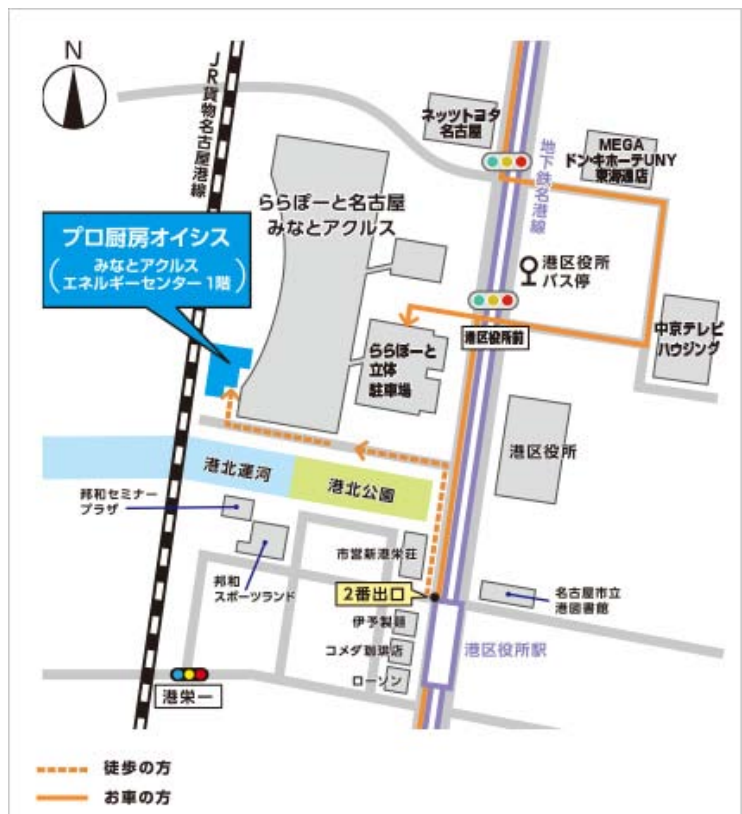 N
JR貨物名古屋港線
ネッツトヨタ
名古屋
地下鉄名港線
MEGA
ドン・キホーテUNY
東海通店
ららぽーと名古屋
みなとアクルス
プロ厨房オイシス
(みなとアクルス
エネルギーセンター1階)
港区役所
バス停
港区役所前
中京テレビ
ハウジング
ららぽーと
立体
駐車場
港区役所
港北運河
港北公園
邦和セミナー
プラザ
邦和
スポーツランド
市営新港栄荘
2番出口
名古屋市立
港図書館
伊予製麺
コメダ珈琲店
ローソン
港区役所駅
港栄一
徒歩の方
お車の方